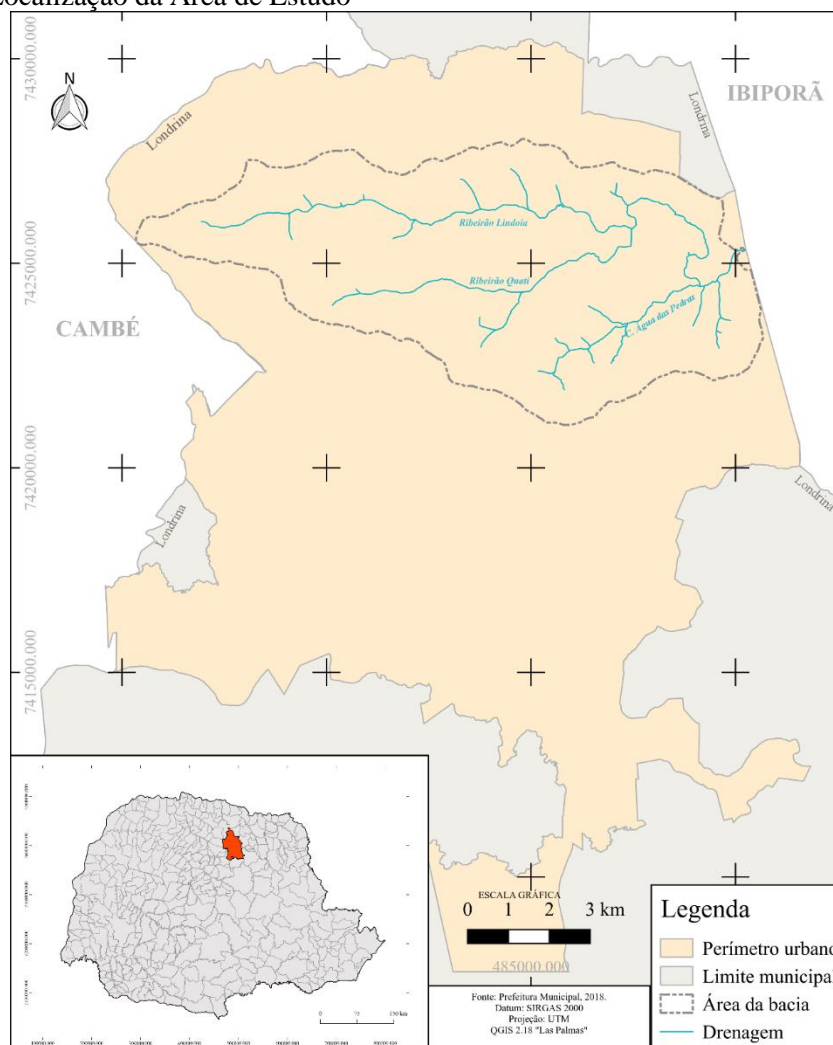 Localização da Área de Estudo
7430000.000
N
Londrina
Londrina
IBIPORÃ
Ribeirão Lindoia
7425000.000
Ribeirão Quati
C. Água das Pedras
CAMBÉ
7420000.000
Londrina
Londrina
7415000.000
ESCALA GRÁFICA
0 1 2 3 km
485000.000
Legenda
Perímetro urbano
Limite municipal
Área da bacia
Drenagem
Fonte: Prefeitura Municipal, 2018.
Datum: SIRGAS 2000
Projeção: UTM
QGIS 2.18 "Las Palmas"